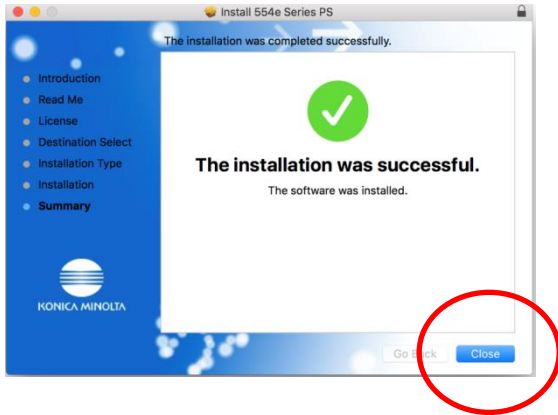 Install 554e Series PS
The installation was completed successfully.
Introduction
Read Me
License
Destination Select
Installation Type
Installation
Summary
KONICA MINOLTA
The installation was successful.
The software was installed.
Go Back
Close